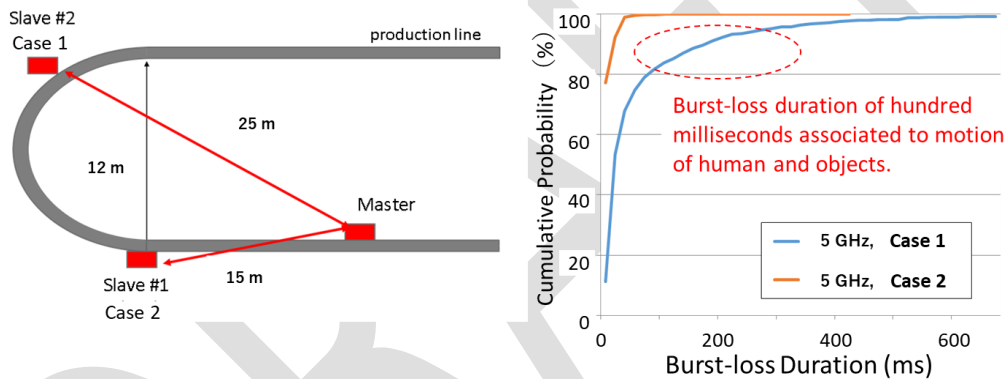 Slave #2
Case 1
production line
25 m
12 m
Master
15 m
Slave #1
Case 2
Cumulative Probability （%）
100
80
60
40
20
0
0
200
400
600
Burst-loss Duration (ms)
Burst-loss duration of hundred
milliseconds associated to motion
of human and objects.
5 GHz, Case 1
5 GHz, Case 2